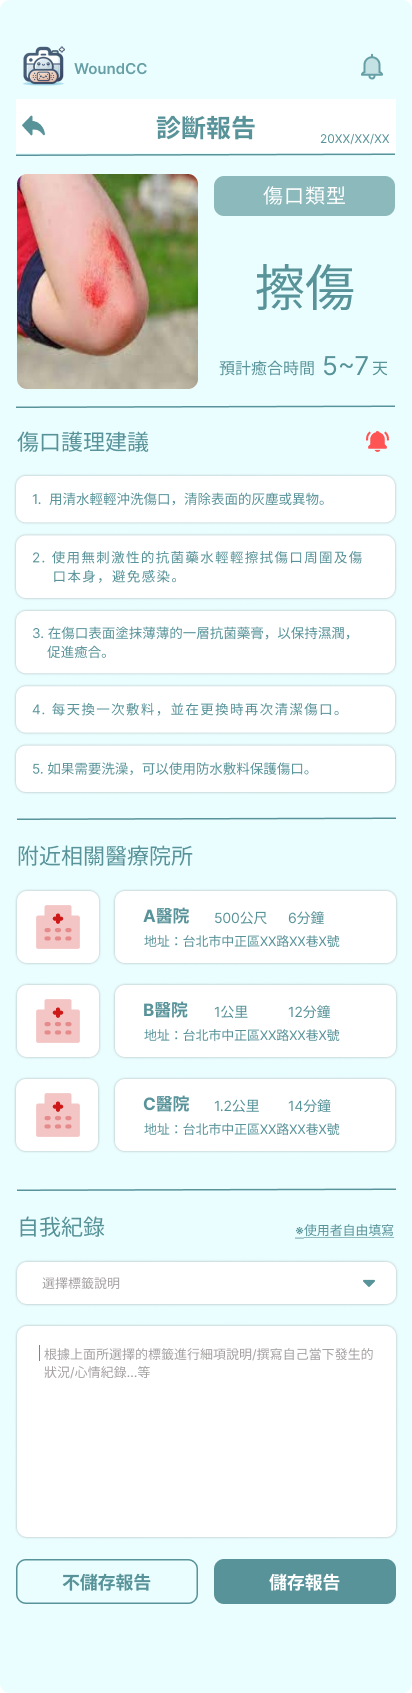 WoundCC
診斷報告
20XX/XX/XX
傷口類型
擦傷
預計癒合時間 5~7 天
傷口護理建議
1. 用清水輕輕沖洗傷口，清除表面的灰塵或異物。
2. 使用無刺激性的抗菌藥水輕輕擦拭傷口周圍及傷
口本身，避免感染。
3. 在傷口表面塗抹薄薄的一層抗菌藥膏，以保持濕潤，
促進癒合。
4. 每天換一次敷料，並在更換時再次清潔傷口。
5. 如果需要洗澡，可以使用防水敷料保護傷口。
附近相關醫療院所
A醫院 500公尺 6分鐘
地址：台北市中正區XX路XX巷X號
B醫院 1公里 12分鐘
地址：台北市中正區XX路XX巷X號
C醫院 1.2公里 14分鐘
地址：台北市中正區XX路XX巷X號
自我紀錄
※使用者自由填寫
選擇標籤說明
根據上面所選擇的標籤進行細項說明/撰寫自己當下發生的
狀況/心情紀錄...等
不儲存報告
儲存報告